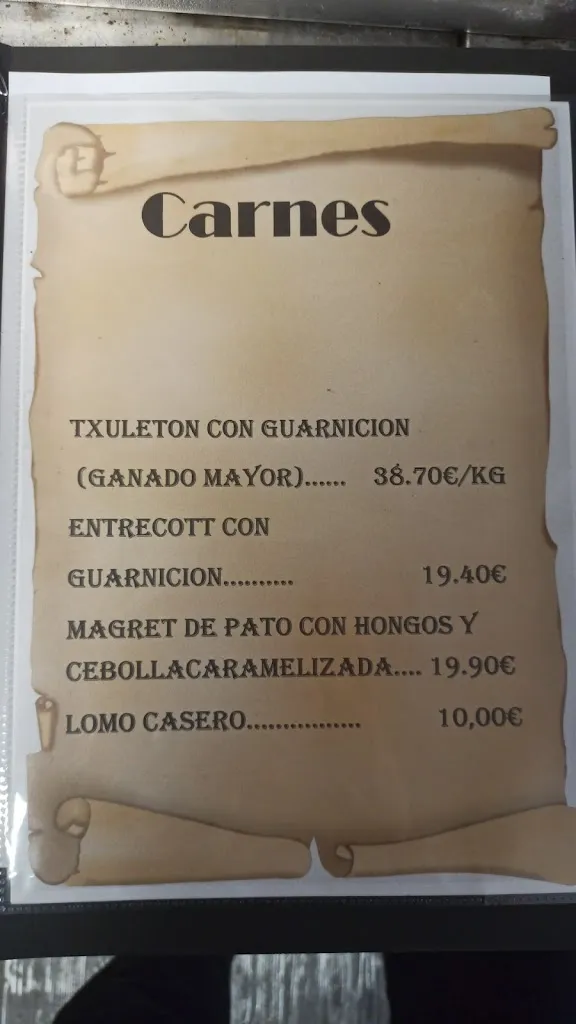 Carnes
TXULETON CON GUARNICION
(GANADO MAYOR)...... 38.70€/KG
ENTRECOTT CON
GUARNICION.......... 19.40€
MAGRET DE PATO CON HONGOS Y
CEBOLLACARAMELIZADA.... 19.90€
LOMO CASERO................ 10,00€